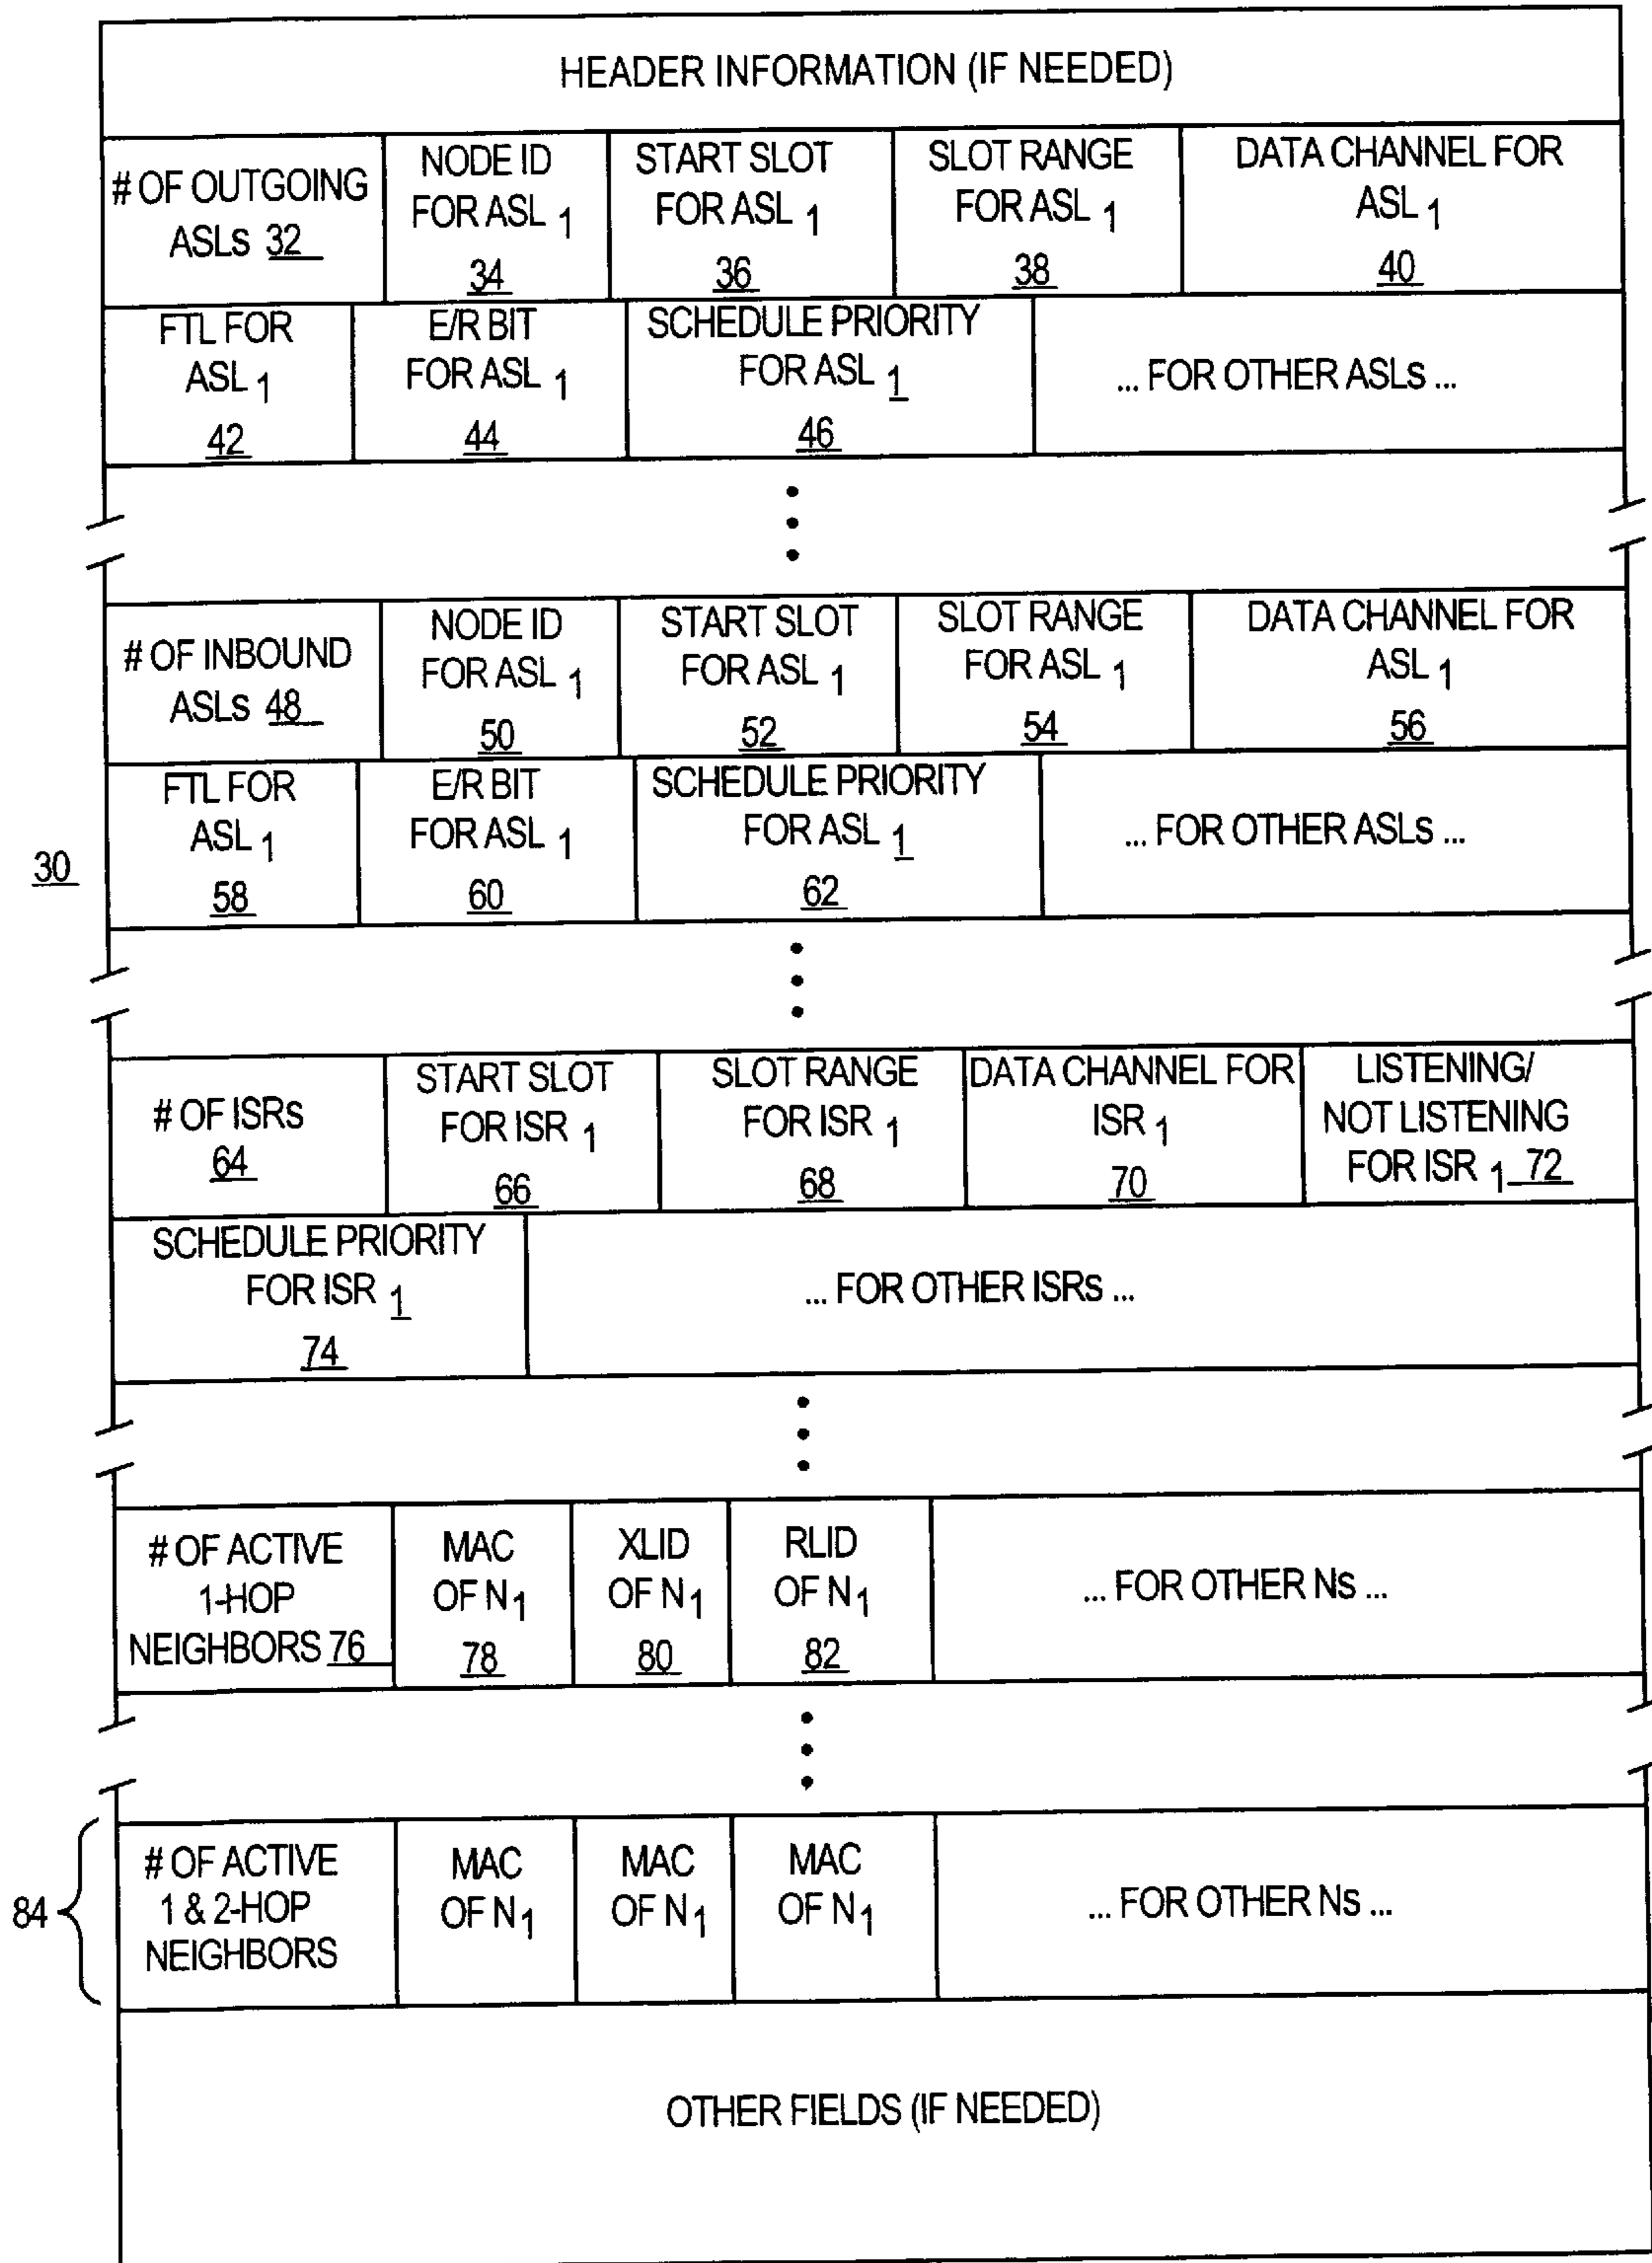 HEADER INFORMATION (IF NEEDED)
# OF OUTGOING
ASLs 32
NODE ID
FOR ASL 1
34
START SLOT
FOR ASL 1
36
SLOT RANGE
FOR ASL 1
38
DATA CHANNEL FOR
ASL 1
40
FTL FOR
ASL 1
42
E/R BIT
FOR ASL 1
44
SCHEDULE PRIORITY
FOR ASL 1
46
... FOR OTHER ASLs ...
# OF INBOUND
ASLs 48
NODE ID
FOR ASL 1
50
START SLOT
FOR ASL 1
52
SLOT RANGE
FOR ASL 1
54
DATA CHANNEL FOR
ASL 1
56
30
FTL FOR
ASL 1
58
E/R BIT
FOR ASL 1
60
SCHEDULE PRIORITY
FOR ASL 1
62
... FOR OTHER ASLs ...
# OF ISRs
64
START SLOT
FOR ISR 1
66
SLOT RANGE
FOR ISR 1
68
DATA CHANNEL FOR
ISR 1
70
LISTENING/
NOT LISTENING
FOR ISR 1 72
SCHEDULE PRIORITY
FOR ISR 1
74
... FOR OTHER ISRs ...
# OF ACTIVE
1-HOP
NEIGHBORS 76
MAC
OF N1
78
XLID
OF N1
80
RLID
OF N1
82
... FOR OTHER Ns ...
84
# OF ACTIVE
1 & 2-HOP
NEIGHBORS
MAC
OF N1
MAC
OF N1
MAC
OF N1
... FOR OTHER Ns ...
OTHER FIELDS (IF NEEDED)